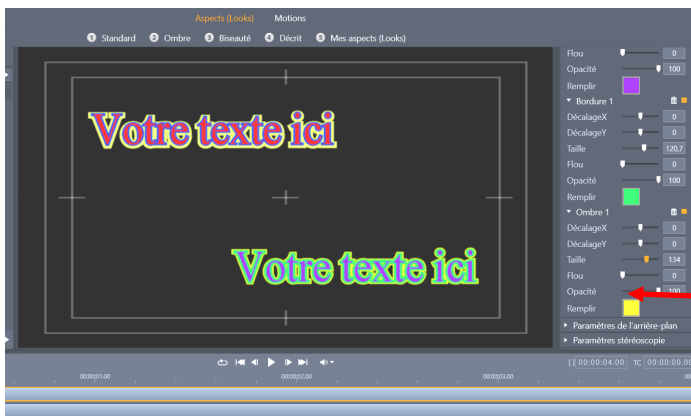 Aspects (Looks) Motions
1 Standard 2 Ombre 3 Biseauté 4 Décrit 5 Mes aspects (Looks)
Votre texte ici
Votre texte ici
Flou 0
Opacité 100
Remplir
Bordure 1
DécalageX 0
DécalageY 0
Taille 120,7
Flou 0
Opacité 100
Remplir
Ombre 1
DécalageX 0
DécalageY 0
Taille 134
Flou 0
Opacité 100
Remplir
Paramètres de l'arrière-plan
Paramètres stéréoscopie
[ ] 00:00:04.00 TC 00:00:00.00
00:00;01.00 00:00;02.00 00:00;03.00